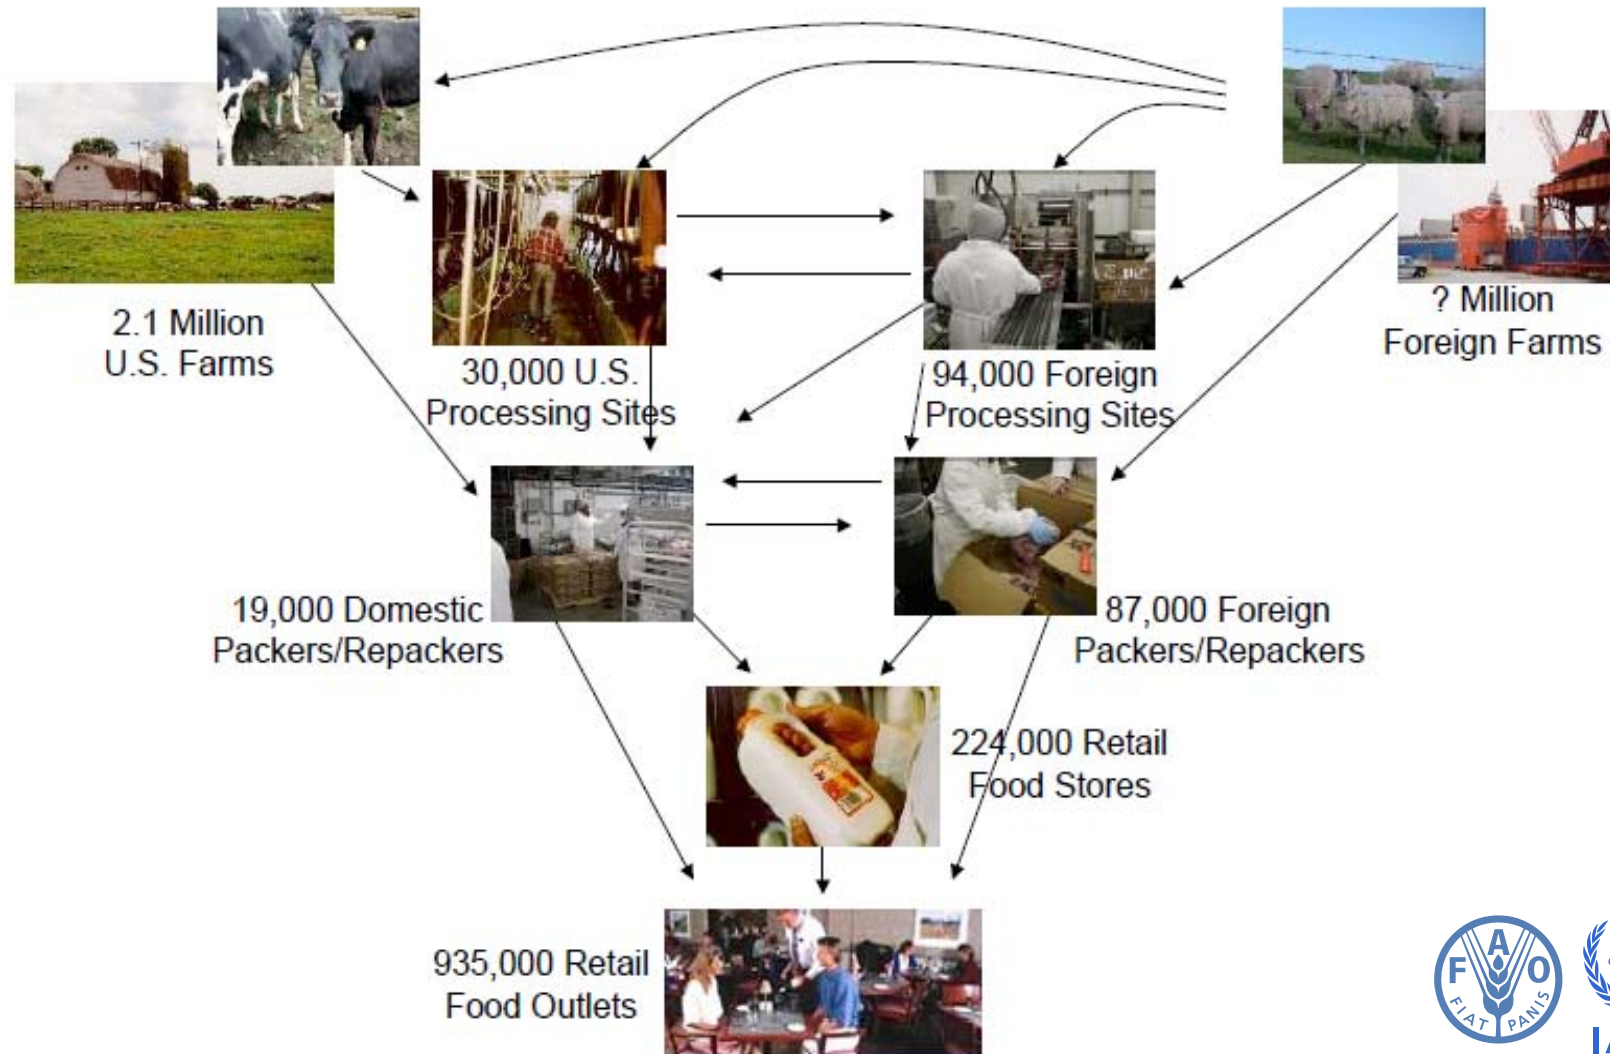 2.1 Million
U.S. Farms
? Million
Foreign Farms
30,000 U.S.
Processing Sites
94,000 Foreign
Processing Sites
19,000 Domestic
Packers/Repackers
87,000 Foreign
Packers/Repackers
224,000 Retail
Food Stores
935,000 Retail
Food Outlets
FAO
FIAT PANIS